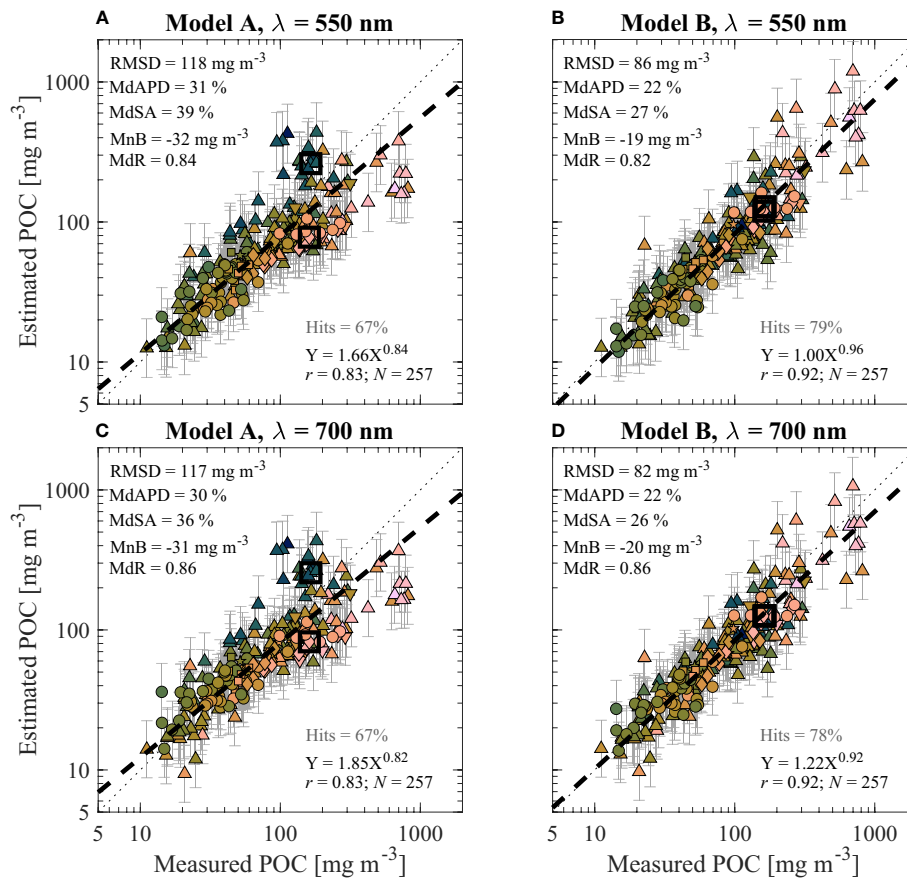 A Model A, λ = 550 nm
1000
100
10
5
Estimated POC [mg m⁻³]
RMSD = 118 mg m⁻³
MdAPD = 31 %
MdSA = 39 %
MnB = -32 mg m⁻³
MdR = 0.84
Hits = 67%
Y = 1.66X^0.84
r = 0.83; N = 257
B Model B, λ = 550 nm
RMSD = 86 mg m⁻³
MdAPD = 22 %
MdSA = 27 %
MnB = -19 mg m⁻³
MdR = 0.82
Hits = 79%
Y = 1.00X^0.96
r = 0.92; N = 257
C Model A, λ = 700 nm
1000
100
10
5
Estimated POC [mg m⁻³]
RMSD = 117 mg m⁻³
MdAPD = 30 %
MdSA = 36 %
MnB = -31 mg m⁻³
MdR = 0.86
Hits = 67%
Y = 1.85X^0.82
r = 0.83; N = 257
5 10 100 1000
Measured POC [mg m⁻³]
D Model B, λ = 700 nm
RMSD = 82 mg m⁻³
MdAPD = 22 %
MdSA = 26 %
MnB = -20 mg m⁻³
MdR = 0.86
Hits = 78%
Y = 1.22X^0.92
r = 0.92; N = 257
5 10 100 1000
Measured POC [mg m⁻³]